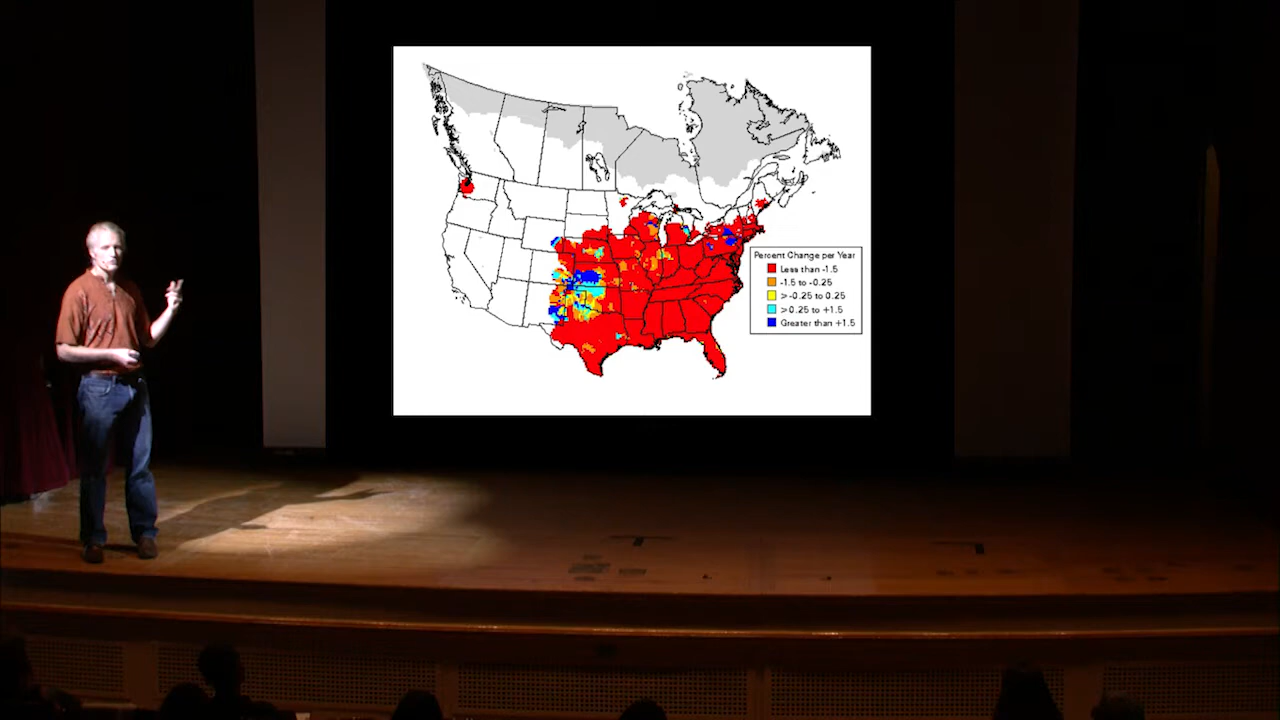 Percent Change per Year
Less than -1.5
-1.5 to -0.25
>-0.25 to 0.25
>0.25 to +1.5
Greater than +1.5